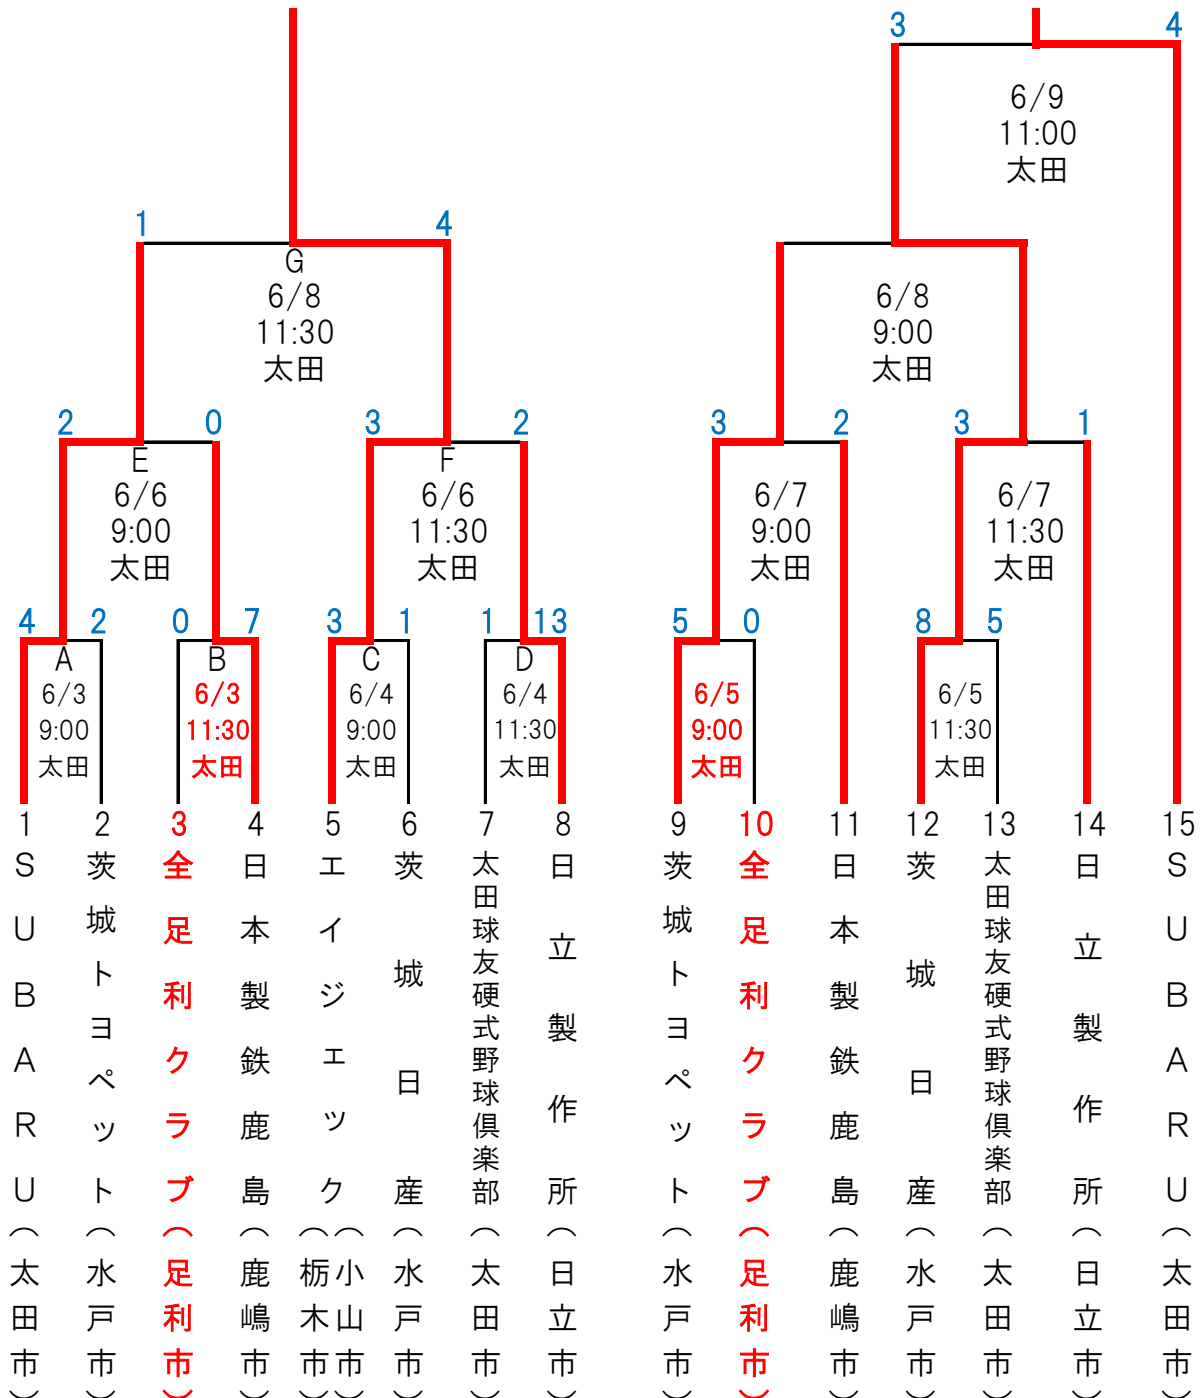 3 4
6/9
11:00
太田
1 4
G
6/8
11:30
太田
6/8
9:00
太田
2 0 3 2 3 2 3 1
E
6/6
9:00
太田
F
6/6
11:30
太田
6/7
9:00
太田
6/7
11:30
太田
4 2 0 7 3 1 1 13 5 0 8 5
A
6/3
9:00
太田
B
6/3
11:30
太田
C
6/4
9:00
太田
D
6/4
11:30
太田
6/5
9:00
太田
6/5
11:30
太田
1 SUBARU(太田市)
2 茨城トヨペット(水戸市)
3 全足利クラブ(足利市)
4 日本製鉄鹿島(鹿嶋市)
5 エイジェック(小山市)(栃木市)
6 茨城日産(水戸市)
7 太田球友硬式野球倶楽部(太田市)
8 日立製作所(日立市)
9 茨城トヨペット(水戸市)
10 全足利クラブ(足利市)
11 日本製鉄鹿島(鹿嶋市)
12 茨城日産(水戸市)
13 太田球友硬式野球倶楽部(太田市)
14 日立製作所(日立市)
15 SUBARU(太田市)